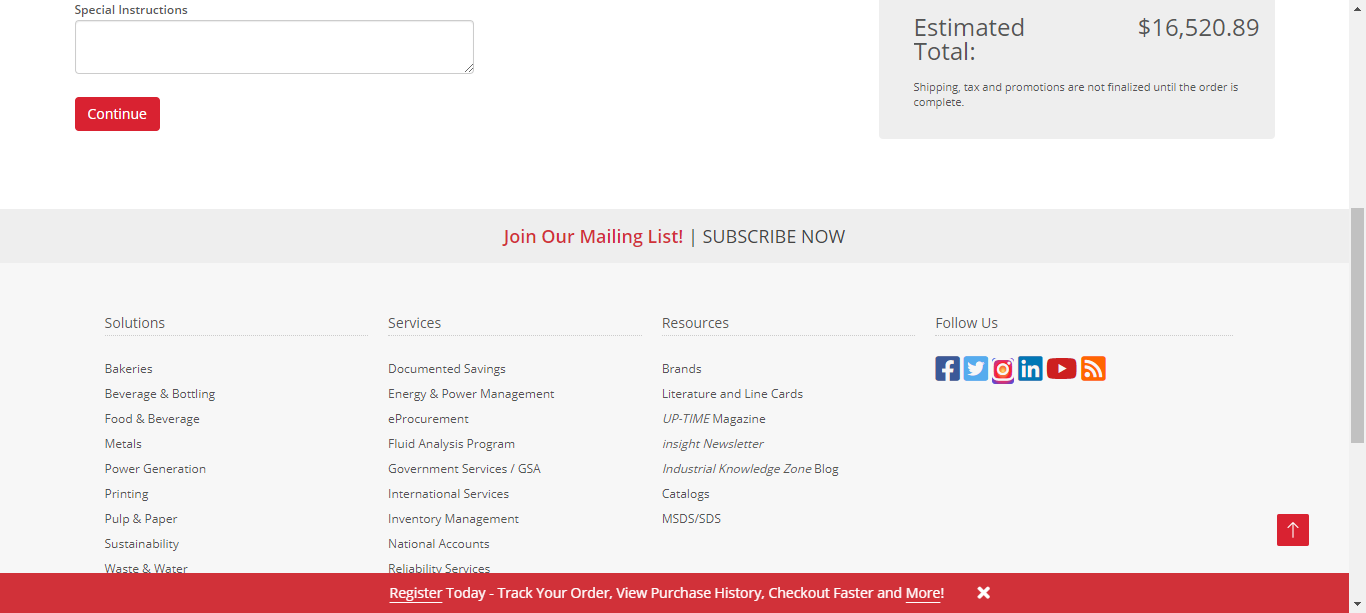 Special Instructions
Continue
Estimated
Total:
$16,520.89
Shipping, tax and promotions are not finalized until the order is
complete.
Join Our Mailing List! | SUBSCRIBE NOW
Solutions
Bakeries
Beverage & Bottling
Food & Beverage
Metals
Power Generation
Printing
Pulp & Paper
Sustainability
Waste & Water
Services
Documented Savings
Energy & Power Management
eProcurement
Fluid Analysis Program
Government Services / GSA
International Services
Inventory Management
National Accounts
Reliability Services
Resources
Brands
Literature and Line Cards
UP-TIME Magazine
insight Newsletter
Industrial Knowledge Zone Blog
Catalogs
MSDS/SDS
Follow Us
Register Today - Track Your Order, View Purchase History, Checkout Faster and More!